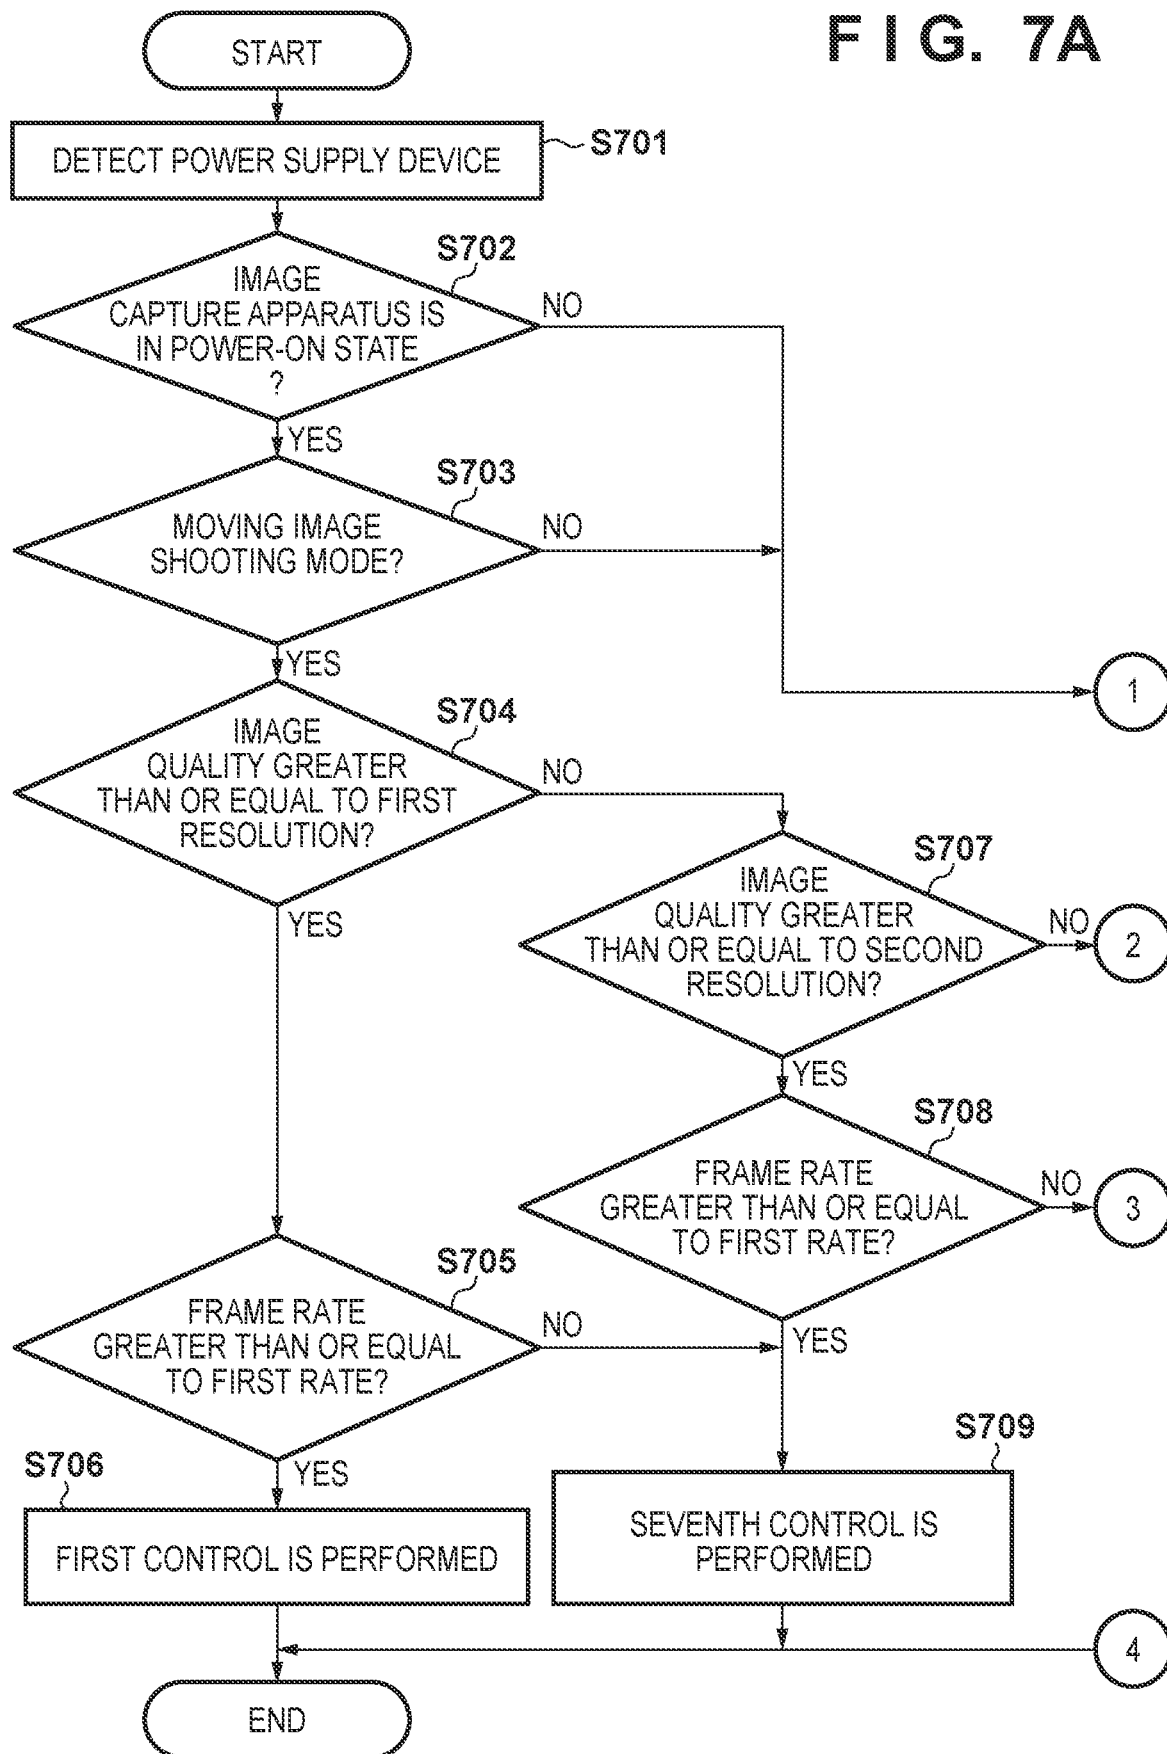 FIG. 7A
START
DETECT POWER SUPPLY DEVICE
S701
S702
IMAGE
CAPTURE APPARATUS IS
IN POWER-ON STATE
?
NO
YES
S703
MOVING IMAGE
SHOOTING MODE?
NO
YES
1
S704
IMAGE
QUALITY GREATER
THAN OR EQUAL TO FIRST
RESOLUTION?
NO
YES
S707
IMAGE
QUALITY GREATER
THAN OR EQUAL TO SECOND
RESOLUTION?
NO
2
YES
S708
FRAME RATE
GREATER THAN OR EQUAL
TO FIRST RATE?
NO
3
YES
S705
FRAME RATE
GREATER THAN OR EQUAL
TO FIRST RATE?
NO
YES
S706
FIRST CONTROL IS PERFORMED
S709
SEVENTH CONTROL IS
PERFORMED
4
END